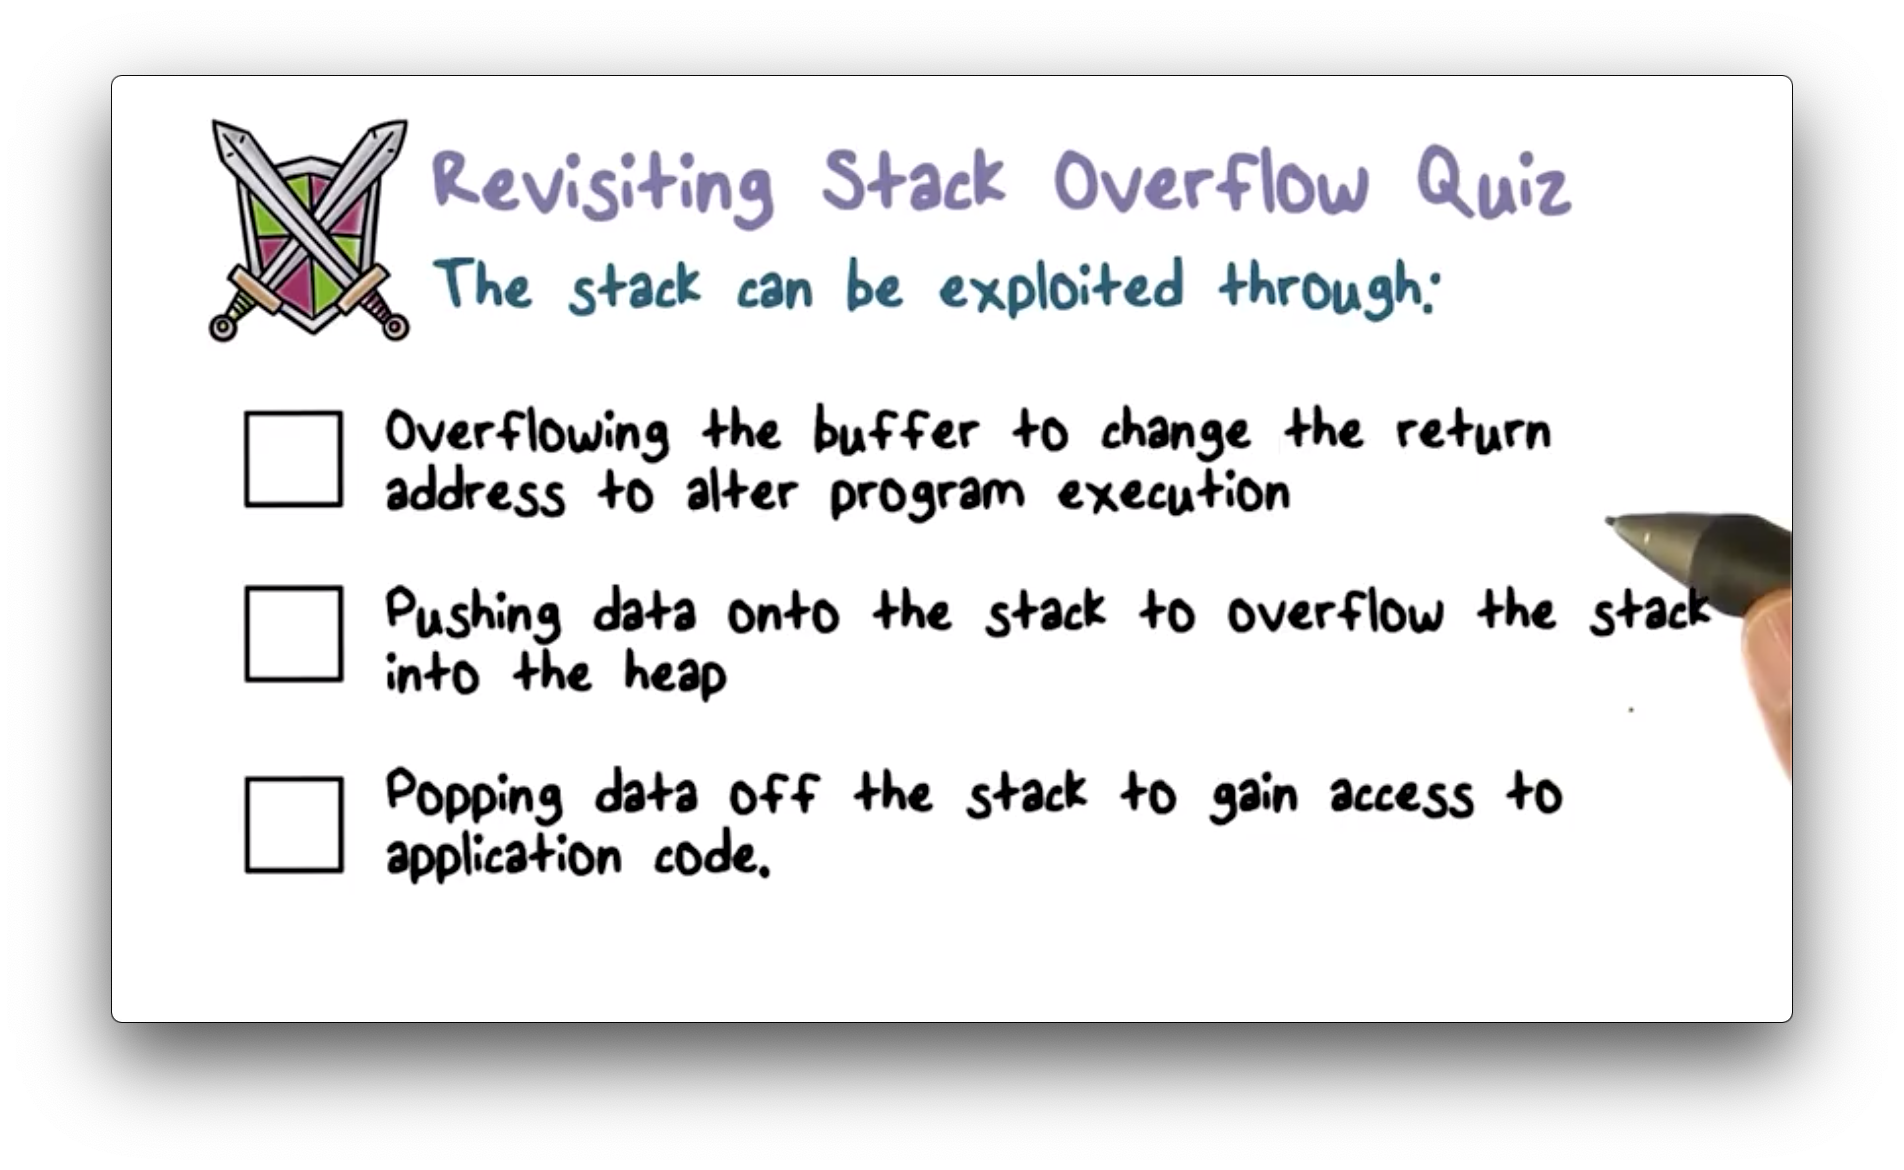 Revisiting Stack Overflow Quiz
The stack can be exploited through:
Overflowing the buffer to change the return
address to alter program execution
Pushing data onto the stack to overflow the stack
into the heap
Popping data off the stack to gain access to
application code.